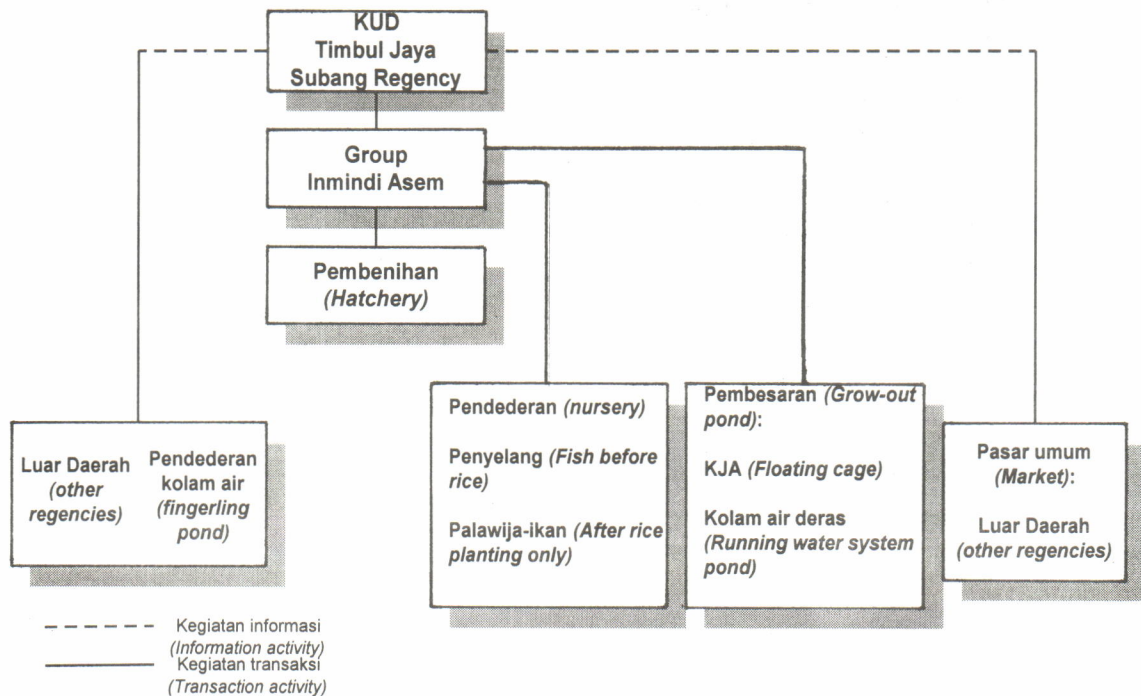 KUD
Timbul Jaya
Subang Regency
Group
Inmindi Asem
Pembenihan
(Hatchery)
Luar Daerah
(other
regencies)
Pendederan
kolam air
(fingerling
pond)
Pendederan (nursery)
Penyelang (Fish before
rice)
Palawija-ikan (After rice
planting only)
Pembesaran (Grow-out
pond):
KJA (Floating cage)
Kolam air deras
(Running water system
pond)
Pasar umum
(Market):
Luar Daerah
(other regencies)
Kegiatan informasi
(Information activity)
Kegiatan transaksi
(Transaction activity)